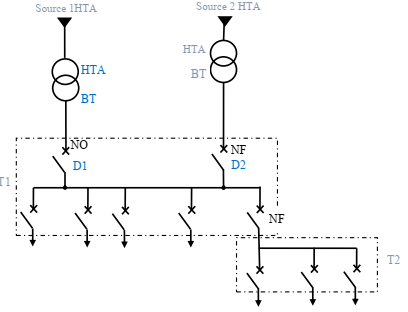 Source 1HTA
Source 2 HTA
HTA
BT
HTA
BT
NO
D1
NF
D2
T1
NF
T2